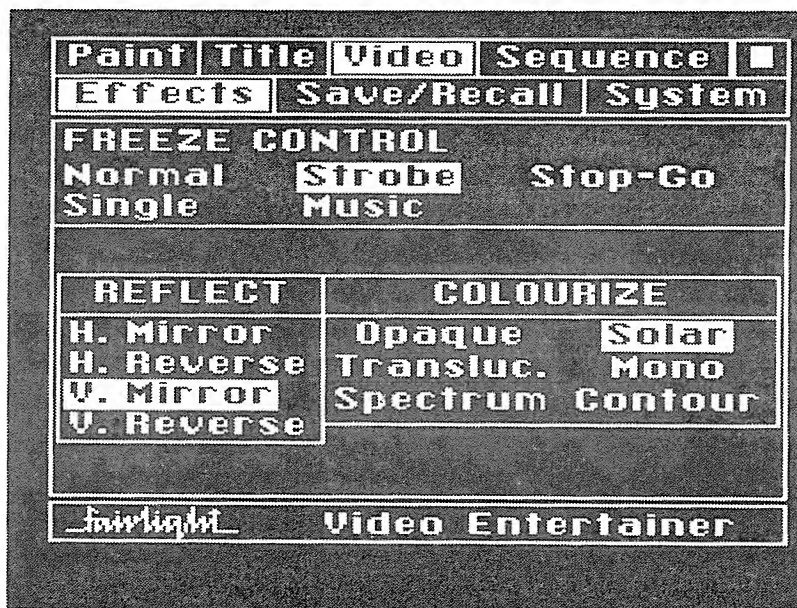 Paint Title Video Sequence
Effects Save/Recall System
FREEZE CONTROL
Normal Strobe Stop-Go
Single Music
REFLECT COLOURIZE
H. Mirror Opaque Solar
H. Reverse Transluc. Mono
V. Mirror Spectrum Contour
V. Reverse
fairlight Video Entertainer